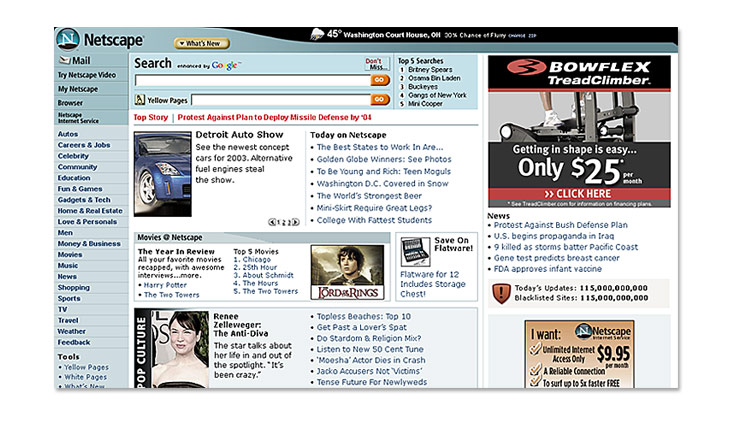 Netscape®
What's New
45° Washington Court House, OH 30% Chance of Flurry CHANGE ZIP
Mail
Try Netscape Video
My Netscape
Browser
Netscape
Internet Service
Autos
Careers & Jobs
Celebrity
Community
Education
Fun & Games
Gadgets & Tech
Home & Real Estate
Love & Personals
Men
Money & Business
Movies
Music
News
Shopping
Sports
TV
Travel
Weather
Feedback
Tools
• Yellow Pages
• White Pages
• What's New
Search enhanced by Google™
Don't
Miss...
GO
Yellow Pages
GO
Top 5 Searches
1 Britney Spears
2 Osama Bin Laden
3 Buckeyes
4 Gangs of New York
5 Mini Cooper
Top Story | Protest Against Plan to Deploy Missile Defense by '04
Detroit Auto Show
See the newest concept
cars for 2003. Alternative
fuel engines steal
the show.
1 2 3 4
Today on Netscape
• The Best States to Work In Are...
• Golden Globe Winners: See Photos
• To Be Young and Rich: Teen Moguls
• Washington D.C. Covered in Snow
• The World's Strongest Beer
• Mini-Skirt Require Great Legs?
• College With Fattest Students
Movies @ Netscape
The Year In Review
All your favorite movies
recapped, with awesome
interviews...more.
• Harry Potter
• The Two Towers
Top 5 Movies
1. Chicago
2. 25th Hour
3. About Schmidt
4. The Hours
5. The Two Towers
THE LORD OF THE RINGS
Save On
Flatware!
Flatware for 12
Includes Storage
Chest!
POP CULTURE
Renee
Zellweger:
The Anti-Diva
The star talks about
her life in and out of
the spotlight. "It's
been crazy."
• Topless Beaches: Top 10
• Get Past a Lover's Spat
• Do Stardom & Religion Mix?
• Listen to New 50 Cent Tune
• 'Moesha' Actor Dies in Crash
• Jacko Accusers Not 'Victims'
• Tense Future For Newlyweds
BOWFLEX®
TreadClimber.
Getting in shape is easy...
Only $25* per
month
>> CLICK HERE
* See TreadClimber.com for information on financing plans.
News
• Protest Against Bush Defense Plan
• U.S. begins propaganda in Iraq
• 9 killed as storms batter Pacific Coast
• Gene test predicts breast cancer
• FDA approves infant vaccine
Today's Updates: 115,000,000,000
Blacklisted Sites: 115,000,000,000
I want:
Netscape
Internet Service
Unlimited Internet
Access Only
$9.95
per month
A Reliable Connection
To surf up to 5x faster FREE